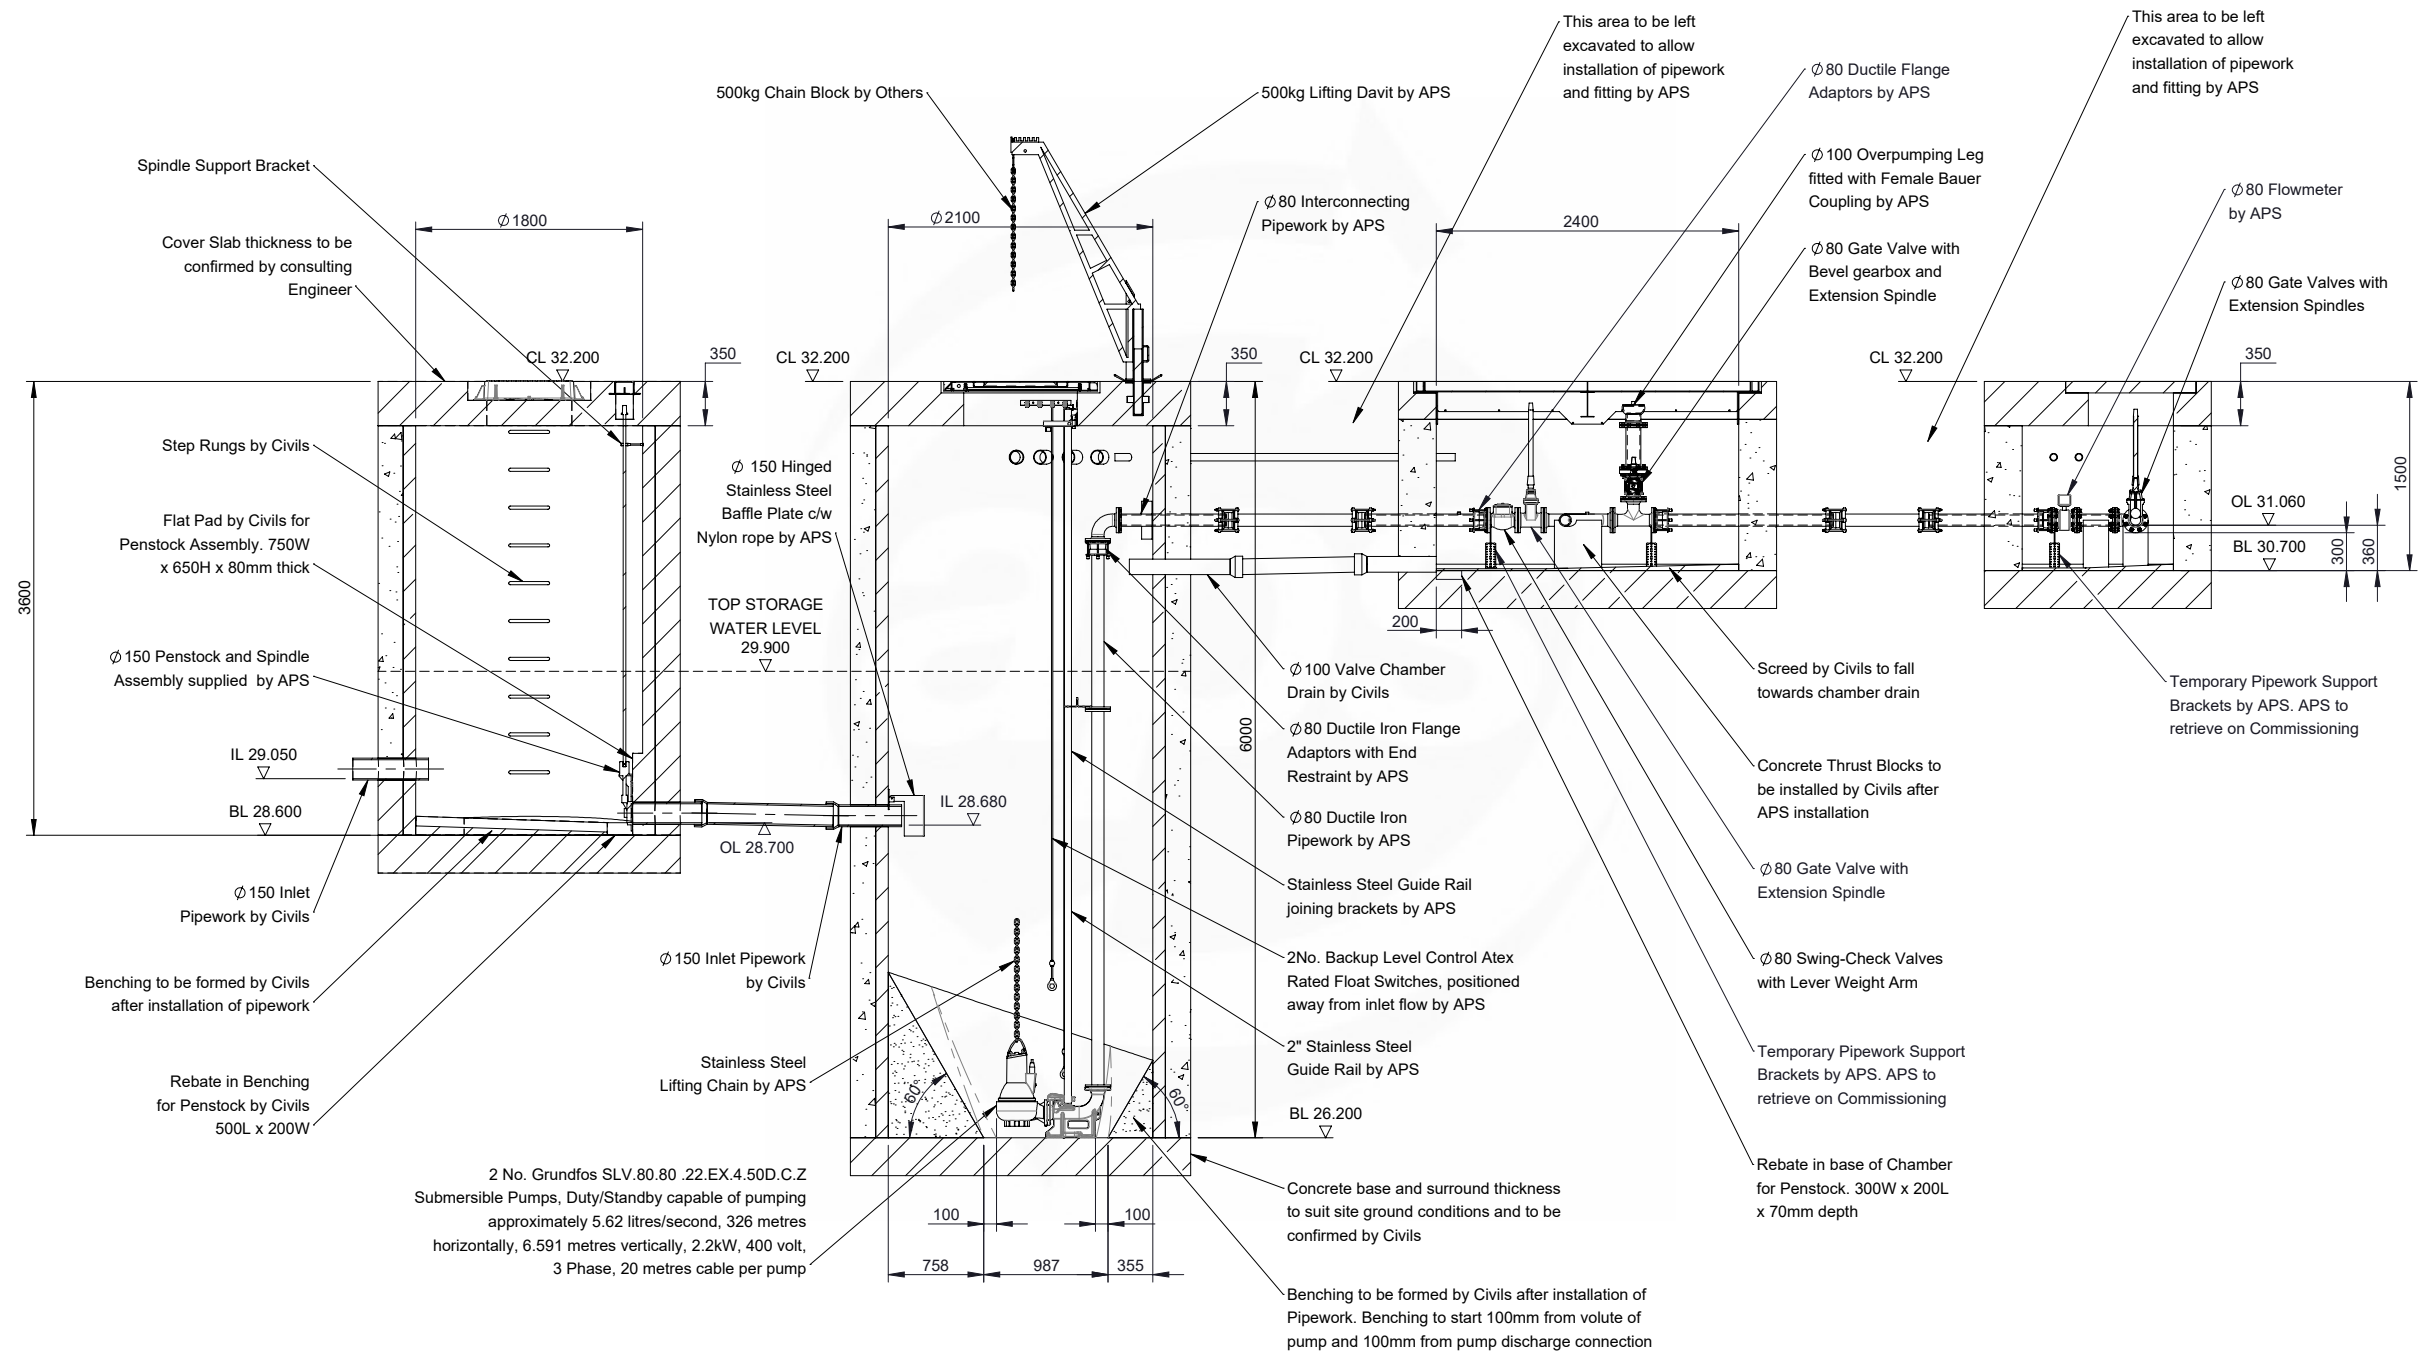 This area to be left
excavated to allow
installation of pipework
and fitting by APS
This area to be left
excavated to allow
installation of pipework
and fitting by APS
500kg Chain Block by Others
500kg Lifting Davit by APS
Ø 80 Ductile Flange
Adaptors by APS
Spindle Support Bracket
Ø 100 Overpumping Leg
fitted with Female Bauer
Coupling by APS
Ø 80 Flowmeter
by APS
Ø 1800
Ø 2100
Ø 80 Interconnecting
Pipework by APS
2400
Cover Slab thickness to be
confirmed by consulting
Engineer
Ø 80 Gate Valve with
Bevel gearbox and
Extension Spindle
Ø 80 Gate Valves with
Extension Spindles
CL 32.200
350
CL 32.200
350
CL 32.200
CL 32.200
350
Step Rungs by Civils
Ø 150 Hinged
Stainless Steel
Baffle Plate c/w
Nylon rope by APS
Flat Pad by Civils for
Penstock Assembly. 750W
x 650H x 80mm thick
OL 31.060
BL 30.700
300
360
1500
3600
TOP STORAGE
WATER LEVEL
29.900
200
Ø 150 Penstock and Spindle
Assembly supplied by APS
Ø 100 Valve Chamber
Drain by Civils
Screed by Civils to fall
towards chamber drain
Temporary Pipework Support
Brackets by APS. APS to
retrieve on Commissioning
6000
Ø 80 Ductile Iron Flange
Adaptors with End
Restraint by APS
IL 29.050
BL 28.600
IL 28.680
OL 28.700
Concrete Thrust Blocks to
be installed by Civils after
APS installation
Ø 80 Ductile Iron
Pipework by APS
Ø 150 Inlet
Pipework by Civils
Stainless Steel Guide Rail
joining brackets by APS
Ø 80 Gate Valve with
Extension Spindle
Ø 150 Inlet Pipework
by Civils
2No. Backup Level Control Atex
Rated Float Switches, positioned
away from inlet flow by APS
Ø 80 Swing-Check Valves
with Lever Weight Arm
Benching to be formed by Civils
after installation of pipework
Stainless Steel
Lifting Chain by APS
2" Stainless Steel
Guide Rail by APS
Temporary Pipework Support
Brackets by APS. APS to
retrieve on Commissioning
Rebate in Benching
for Penstock by Civils
500L x 200W
60°
60°
BL 26.200
2 No. Grundfos SLV.80.80 .22.EX.4.50D.C.Z
Submersible Pumps, Duty/Standby capable of pumping
approximately 5.62 litres/second, 326 metres
horizontally, 6.591 metres vertically, 2.2kW, 400 volt,
3 Phase, 20 metres cable per pump
Concrete base and surround thickness
to suit site ground conditions and to be
confirmed by Civils
Rebate in base of Chamber
for Penstock. 300W x 200L
x 70mm depth
100
100
758
987
355
Benching to be formed by Civils after installation of
Pipework. Benching to start 100mm from volute of
pump and 100mm from pump discharge connection